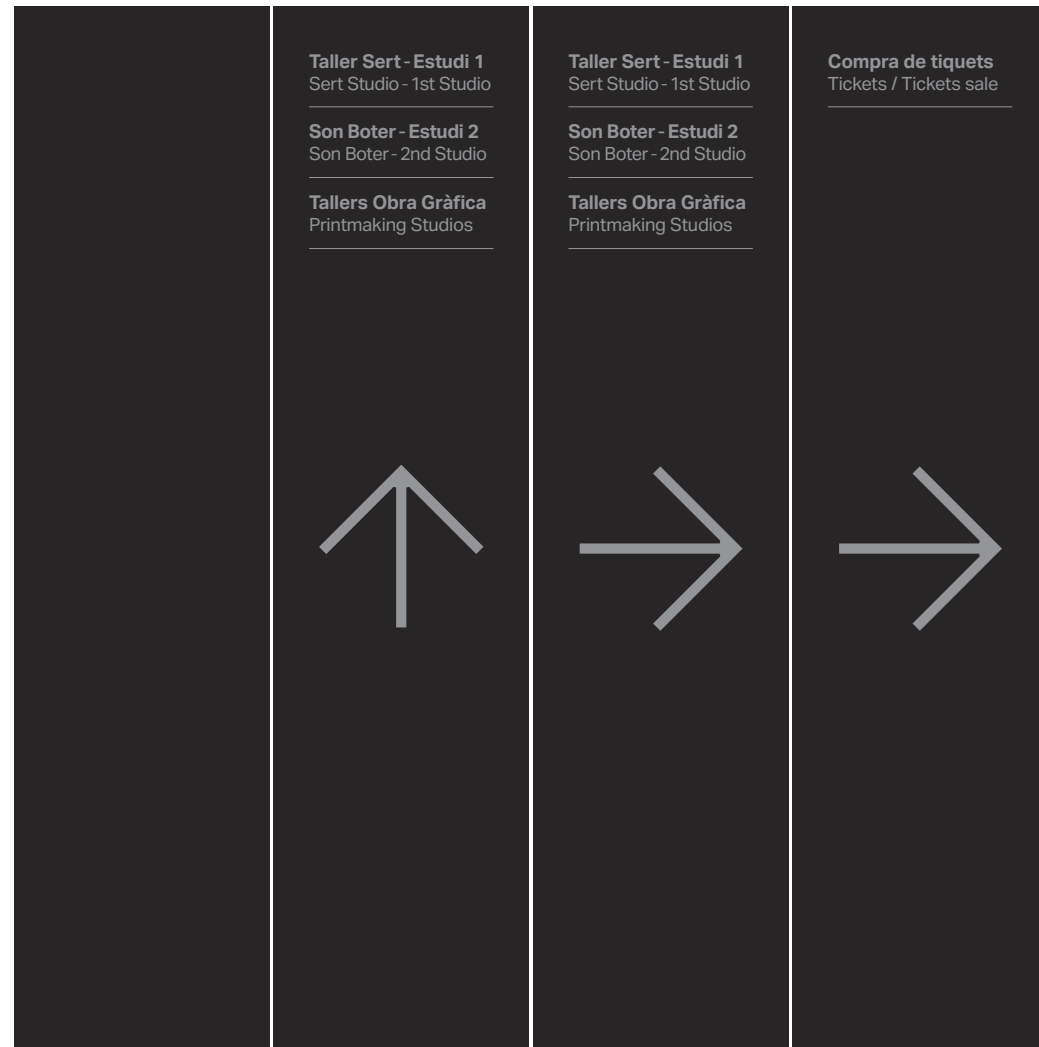 Taller Sert - Estudi 1
Sert Studio - 1st Studio
Son Boter - Estudi 2
Son Boter - 2nd Studio
Tallers Obra Gràfica
Printmaking Studios
Taller Sert - Estudi 1
Sert Studio - 1st Studio
Son Boter - Estudi 2
Son Boter - 2nd Studio
Tallers Obra Gràfica
Printmaking Studios
Compra de tiquets
Tickets / Tickets sale